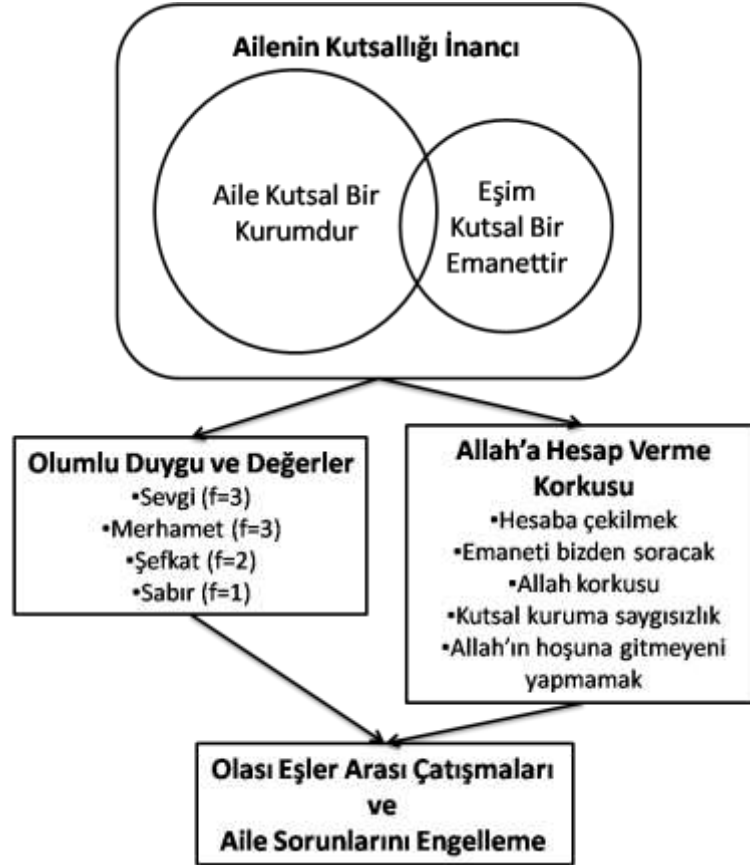 Ailenin Kutsallığı İnancı
Aile Kutsal Bir
Kurumdur
Eşim
Kutsal Bir
Emanettir
Olumlu Duygu ve Değerler
•Sevgi (f=3)
•Merhamet (f=3)
•Şefkat (f=2)
•Sabır (f=1)
Allah’a Hesap Verme
Korkusu
•Hesaba çekilmek
•Emaneti bizden soracak
•Allah korkusu
•Kutsal kuruma saygısızlık
•Allah’ın hoşuna gitmeyeni
yapmamak
Olası Eşler Arası Çatışmaları
ve
Aile Sorunlarını Engelleme